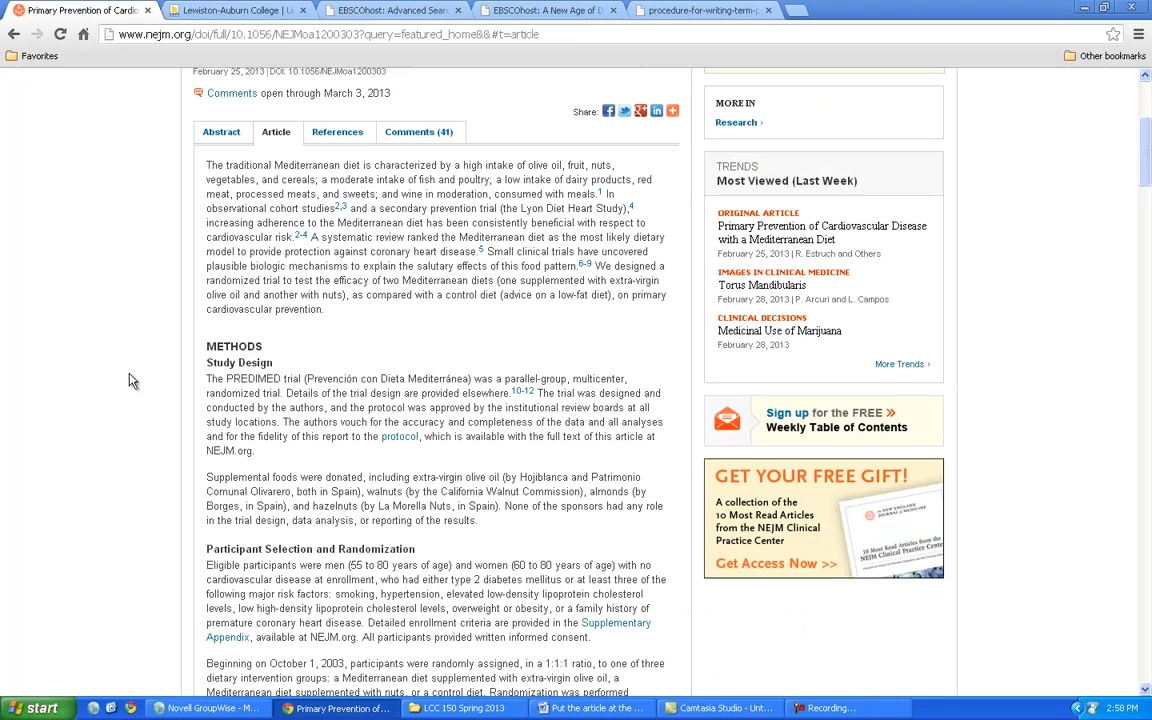 Primary Prevention of Cardio
Lewiston-Auburn College | U
EBSCOhost: Advanced Sear
EBSCOhost: A New Age of D
procedure-for-writing-term-p
www.nejm.org/doi/full/10.1056/NEJMoa1200303?query=featured_home&&#t=article
Favorites
Other bookmarks
February 25, 2013 | DOI: 10.1056/NEJMoa1200303
Comments open through March 3, 2013
Share:
Abstract
Article
References
Comments (41)
The traditional Mediterranean diet is characterized by a high intake of olive oil, fruit, nuts,
vegetables, and cereals; a moderate intake of fish and poultry; a low intake of dairy products, red
meat, processed meats, and sweets; and wine in moderation, consumed with meals.1 In
observational cohort studies2,3 and a secondary prevention trial (the Lyon Diet Heart Study),4
increasing adherence to the Mediterranean diet has been consistently beneficial with respect to
cardiovascular risk.2-4 A systematic review ranked the Mediterranean diet as the most likely dietary
model to provide protection against coronary heart disease.5 Small clinical trials have uncovered
plausible biologic mechanisms to explain the salutary effects of this food pattern.6-9 We designed a
randomized trial to test the efficacy of two Mediterranean diets (one supplemented with extra-virgin
olive oil and another with nuts), as compared with a control diet (advice on a low-fat diet), on primary
cardiovascular prevention.
METHODS
Study Design
The PREDIMED trial (Prevención con Dieta Mediterránea) was a parallel-group, multicenter,
randomized trial. Details of the trial design are provided elsewhere.10-12 The trial was designed and
conducted by the authors, and the protocol was approved by the institutional review boards at all
study locations. The authors vouch for the accuracy and completeness of the data and all analyses
and for the fidelity of this report to the protocol, which is available with the full text of this article at
NEJM.org.
Supplemental foods were donated, including extra-virgin olive oil (by Hojiblanca and Patrimonio
Comunal Olivarero, both in Spain), walnuts (by the California Walnut Commission), almonds (by
Borges, in Spain), and hazelnuts (by La Morella Nuts, in Spain). None of the sponsors had any role
in the trial design, data analysis, or reporting of the results.
Participant Selection and Randomization
Eligible participants were men (55 to 80 years of age) and women (60 to 80 years of age) with no
cardiovascular disease at enrollment, who had either type 2 diabetes mellitus or at least three of the
following major risk factors: smoking, hypertension, elevated low-density lipoprotein cholesterol
levels, low high-density lipoprotein cholesterol levels, overweight or obesity, or a family history of
premature coronary heart disease. Detailed enrollment criteria are provided in the Supplementary
Appendix, available at NEJM.org. All participants provided written informed consent.
Beginning on October 1, 2003, participants were randomly assigned, in a 1:1:1 ratio, to one of three
dietary intervention groups: a Mediterranean diet supplemented with extra-virgin olive oil, a
Mediterranean diet supplemented with nuts, or a control diet. Randomization was performed
MORE IN
Research ›
TRENDS
Most Viewed (Last Week)
ORIGINAL ARTICLE
Primary Prevention of Cardiovascular Disease
with a Mediterranean Diet
February 25, 2013 | R. Estruch and Others
IMAGES IN CLINICAL MEDICINE
Torus Mandibularis
February 28, 2013 | P. Arcuri and L. Campos
CLINICAL DECISIONS
Medicinal Use of Marijuana
February 28, 2013
More Trends ›
Sign up for the FREE »
Weekly Table of Contents
GET YOUR FREE GIFT!
A collection of the
10 Most Read Articles
from the NEJM Clinical
Practice Center
Get Access Now >>
start
Novell GroupWise - M...
Primary Prevention of...
LCC 150 Spring 2013
Put the article at the ...
Camtasia Studio - Unt...
Recording...
2:58 PM